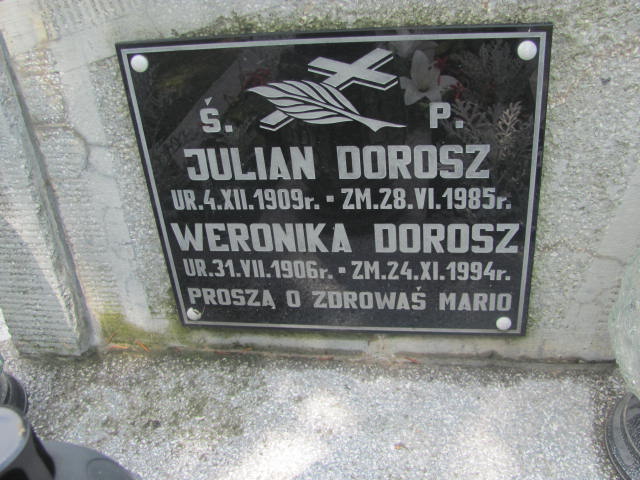 Ś. P.
JULIAN DOROSZ
UR.4.XII.1909r. - ZM.28.VI.1985r.
WERONIKA DOROSZ
UR.31.VII.1906r. - ZM.24.XI.1994r.
PROSZĄ O ZDROWAŚ MARIO